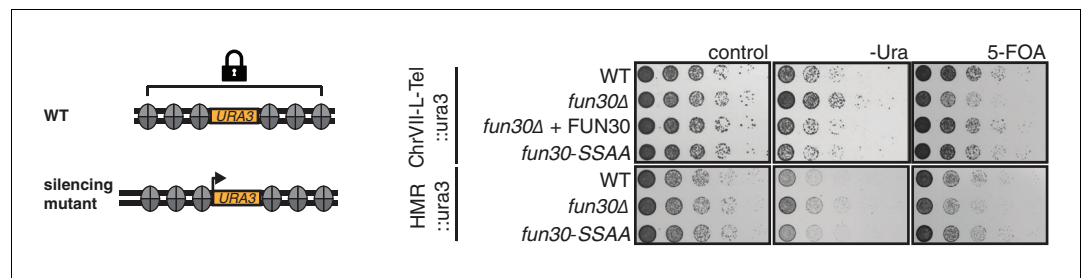 control -Ura 5-FOA
WT
URA3
silencing
mutant
URA3
ChrVII-L-Tel
::ura3
WT
fun30Δ
fun30Δ + FUN30
fun30-SSAA
HMR
::ura3
WT
fun30Δ
fun30-SSAA